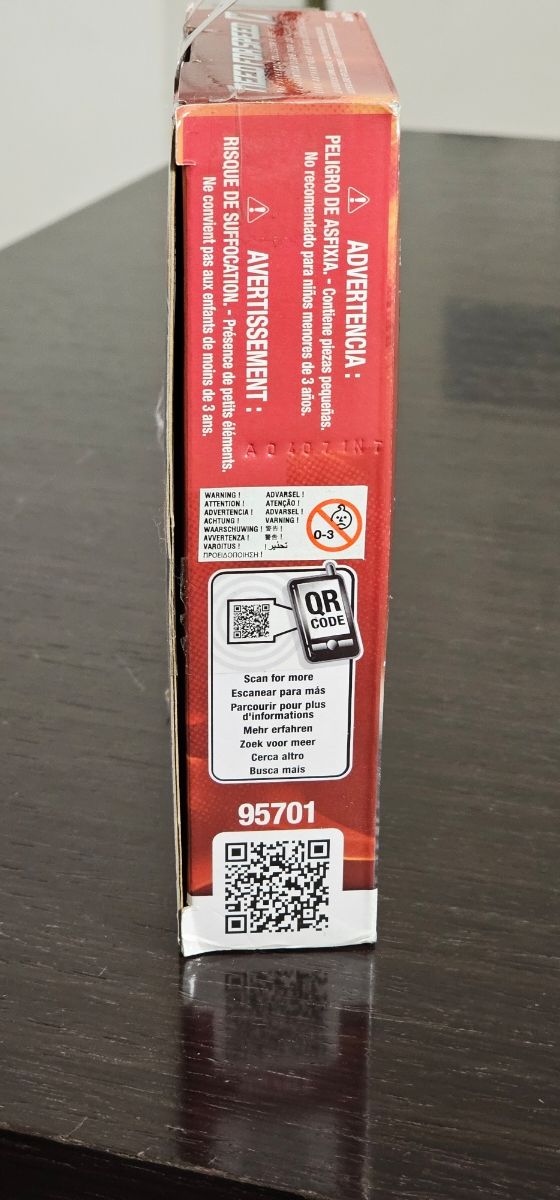 ADVERTENCIA :
PELIGRO DE ASFIXIA. - Contiene piezas pequeñas.
No recomendado para niños menores de 3 años.
AVERTISSEMENT :
RISQUE DE SUFFOCATION. - Présence de petits éléments.
Ne convient pas aux enfants de moins de 3 ans.
A04071NT
WARNING !
ATTENTION !
ADVERTENCIA !
ACHTUNG !
WAARSCHUWING !
AVVERTENZA !
VAROITUS !
ΠΡΟΕΙΔΟΠΟΙΗΣΗ !
ADVARSEL !
ATENÇÃO !
ADVARSEL !
VARNING !
警告 !
警告 !
تحذير !
0-3
QR
CODE
Scan for more
Escanear para más
Parcourir pour plus
d'informations
Mehr erfahren
Zoek voor meer
Cerca altro
Busca mais
95701